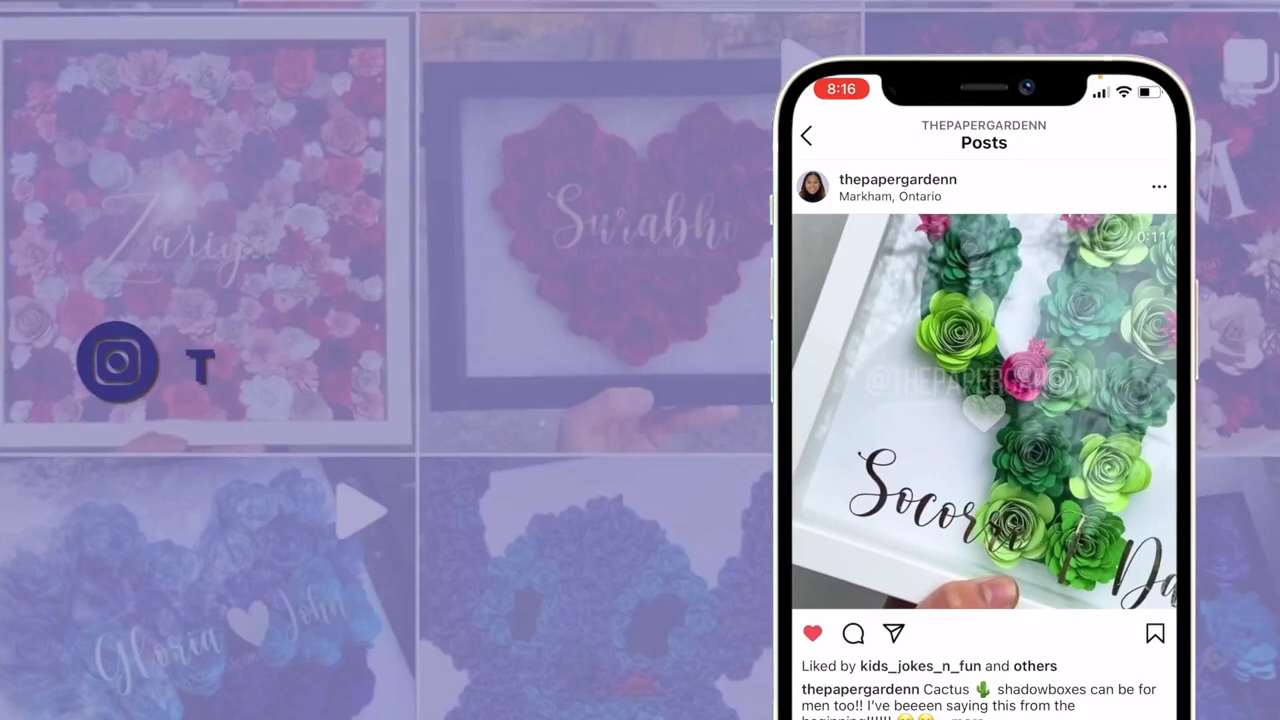 Zariya
Surabhi
T
Gloria John
8:16
THEPAPERGARDENN
Posts
thepapergardenn
Markham, Ontario
0:11
@THEPAPERGARDENN
Liked by kids_jokes_n_fun and others
thepapergardenn Cactus 🌵 shadowboxes can be for
men too!! I've beeeen saying this from the